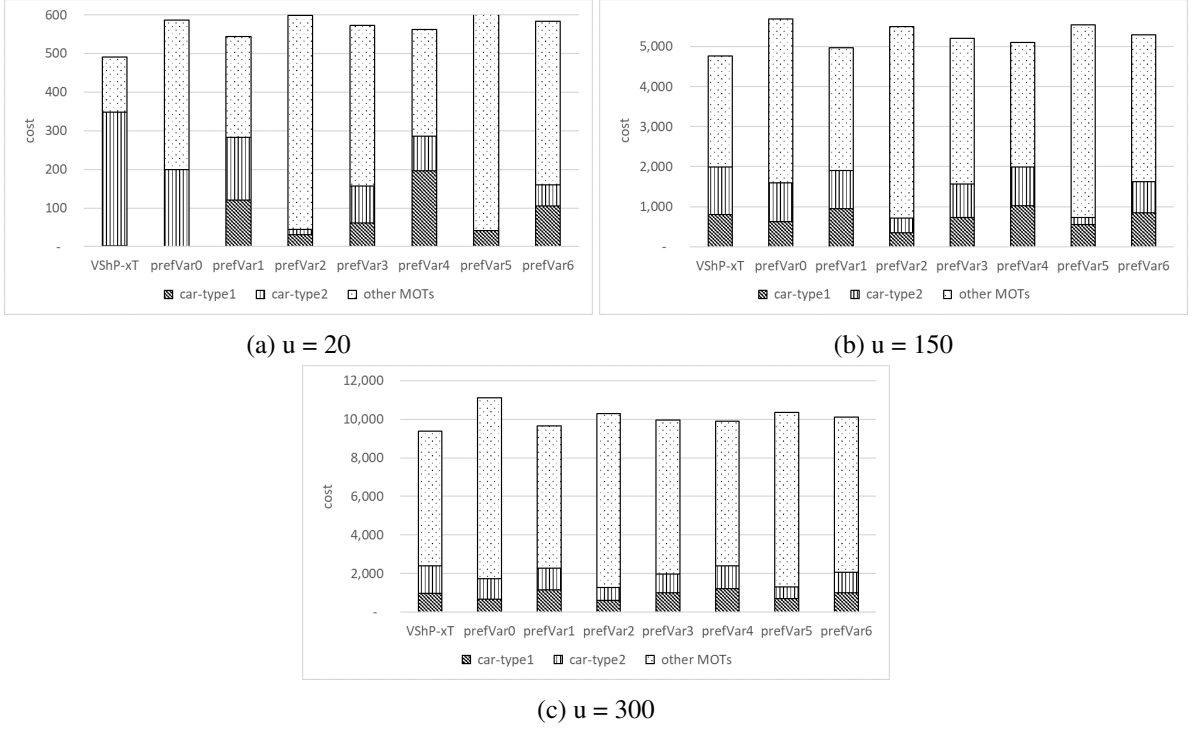 600
500
400
300
200
100
-
cost
VShP-xT prefVar0 prefVar1 prefVar2 prefVar3 prefVar4 prefVar5 prefVar6
car-type1 car-type2 other MOTs
(a) u = 20
5,000
4,000
3,000
2,000
1,000
-
cost
VShP-xT prefVar0 prefVar1 prefVar2 prefVar3 prefVar4 prefVar5 prefVar6
car-type1 car-type2 other MOTs
(b) u = 150
12,000
10,000
8,000
6,000
4,000
2,000
-
cost
VShP-xT prefVar0 prefVar1 prefVar2 prefVar3 prefVar4 prefVar5 prefVar6
car-type1 car-type2 other MOTs
(c) u = 300